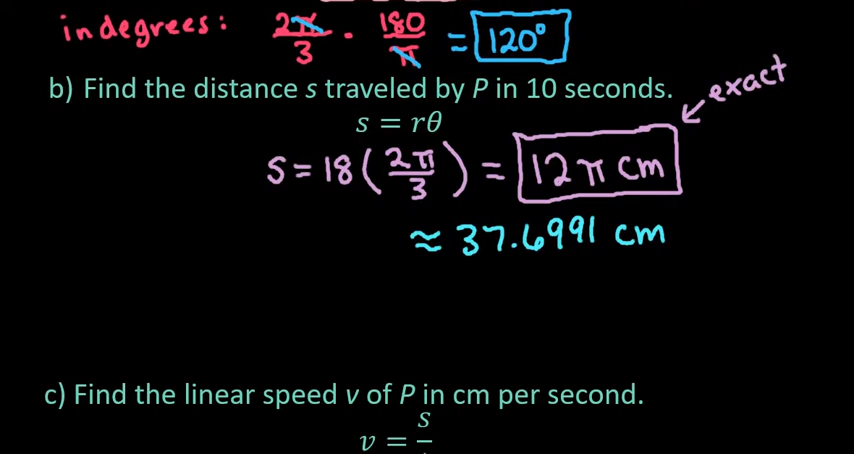 in degrees: 2π/3 · 180/π = 120°
b) Find the distance s traveled by P in 10 seconds.
exact
s = rθ
S = 18 (2π/3) = 12π cm
≈ 37.6991 cm
c) Find the linear speed v of P in cm per second.
v = s/